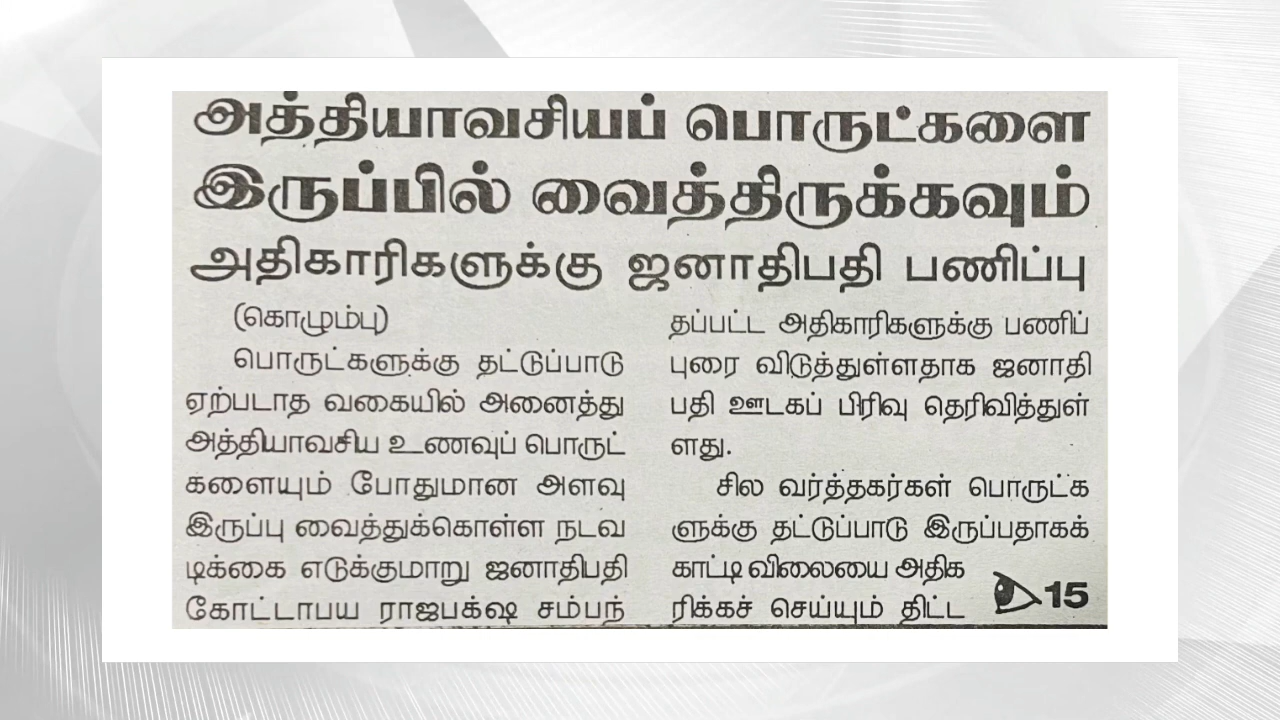 அத்தியாவசியப் பொருட்களை
இருப்பில் வைத்திருக்கவும்
அதிகாரிகளுக்கு ஜனாதிபதி பணிப்பு
(கொழும்பு)
பொருட்களுக்கு தட்டுப்பாடு
ஏற்படாத வகையில் அனைத்து
அத்தியாவசிய உணவுப் பொருட்
களையும் போதுமான அளவு
இருப்பு வைத்துக்கொள்ள நடவ
டிக்கை எடுக்குமாறு ஜனாதிபதி
கோட்டாபய ராஜபக்ஷ சம்பந்
தப்பட்ட அதிகாரிகளுக்கு பணிப்
புரை விடுத்துள்ளதாக ஜனாதி
பதி ஊடகப் பிரிவு தெரிவித்துள்
ளது.
சில வர்த்தகர்கள் பொருட்க
ளுக்கு தட்டுப்பாடு இருப்பதாகக்
காட்டி விலையை அதிக
ரிக்கச் செய்யும் திட்ட
15